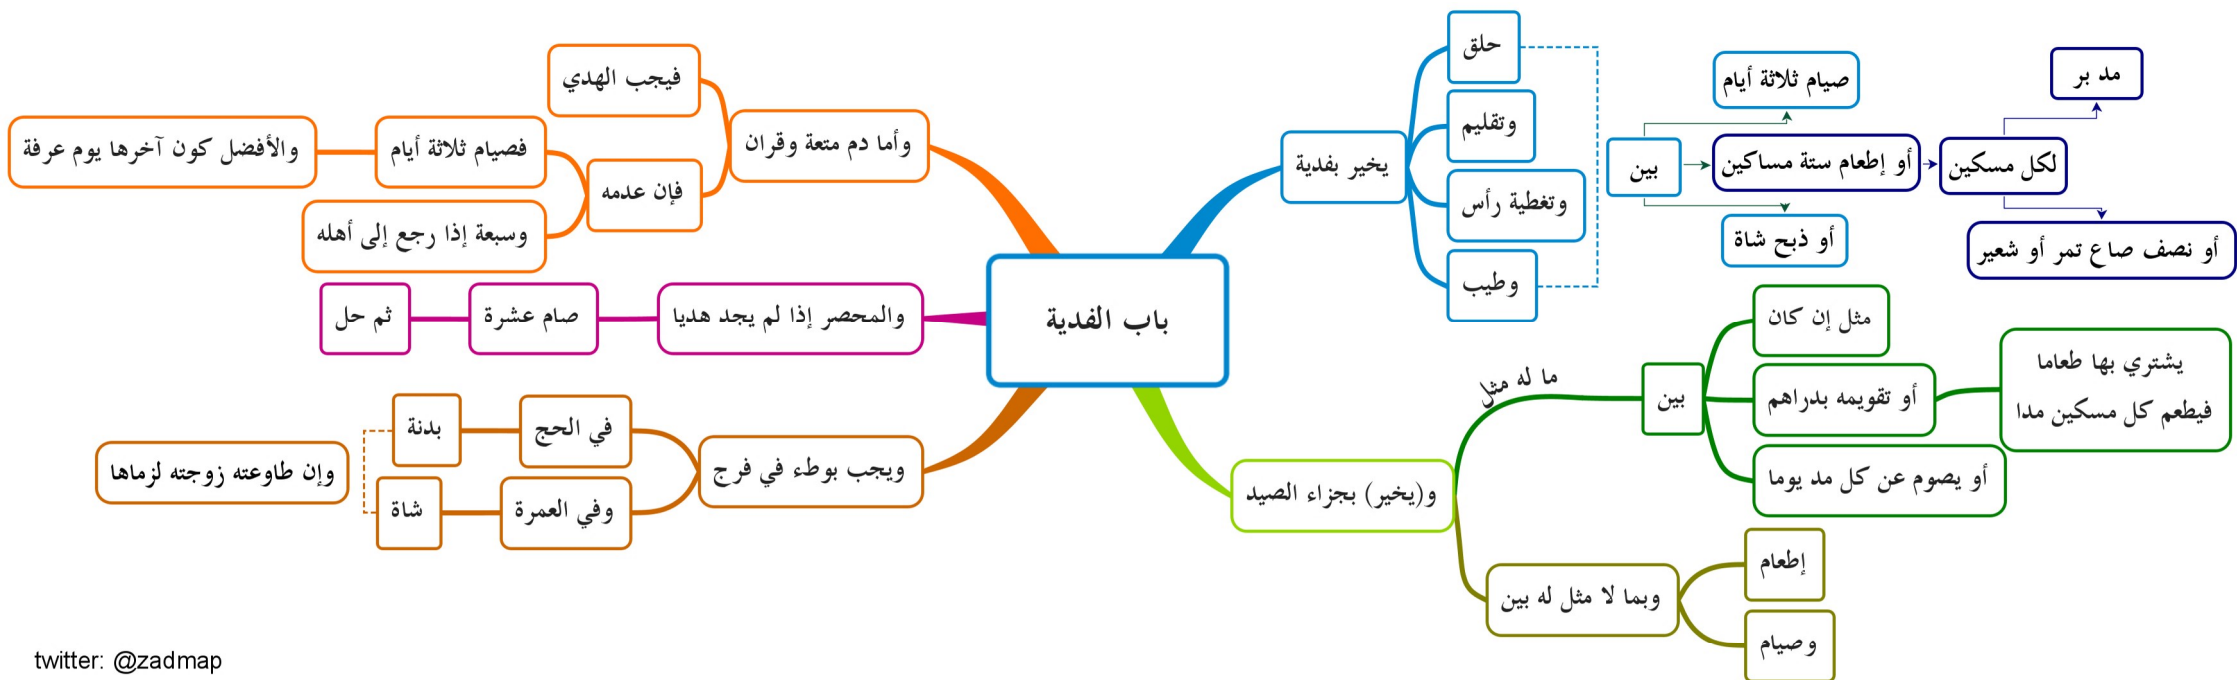 باب الفدية
يخير بفدية
حلق
وتقليم
وتغطية رأس
وطيب
بين
صيام ثلاثة أيام
أو إطعام ستة مساكين
لكل مسكين
مد بر
أو نصف صاع تمر أو شعير
أو ذبح شاة
و(يخير) بجزاء الصيد
ما له مثل
بين
مثل إن كان
أو تقويمه بدراهم
يشتري بها طعاما
فيطعم كل مسكين مدا
أو يصوم عن كل مد يوما
وبما لا مثل له بين
إطعام
وصيام
وأما دم متعة وقران
فيجب الهدي
فإن عدمه
فصيام ثلاثة أيام
والأفضل كون آخرها يوم عرفة
وسبعة إذا رجع إلى أهله
والمحصر إذا لم يجد هديا
صام عشرة
ثم حل
ويجب بوطء في فرج
في الحج
بدنة
وفي العمرة
شاة
وإن طاوعته زوجته لزماها
twitter: @zadmap